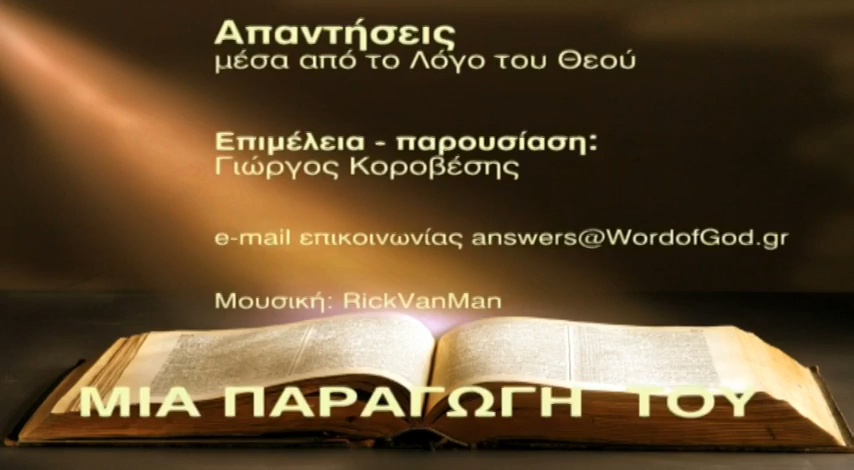 Απαντήσεις
μέσα από το Λόγο του Θεού
Επιμέλεια - παρουσίαση:
Γιώργος Κοροβέσης
e-mail επικοινωνίας answers@WordofGod.gr
Μουσική: RickVanMan
ΜΙΑ ΠΑΡΑΓΩΓΗ ΤΟΥ